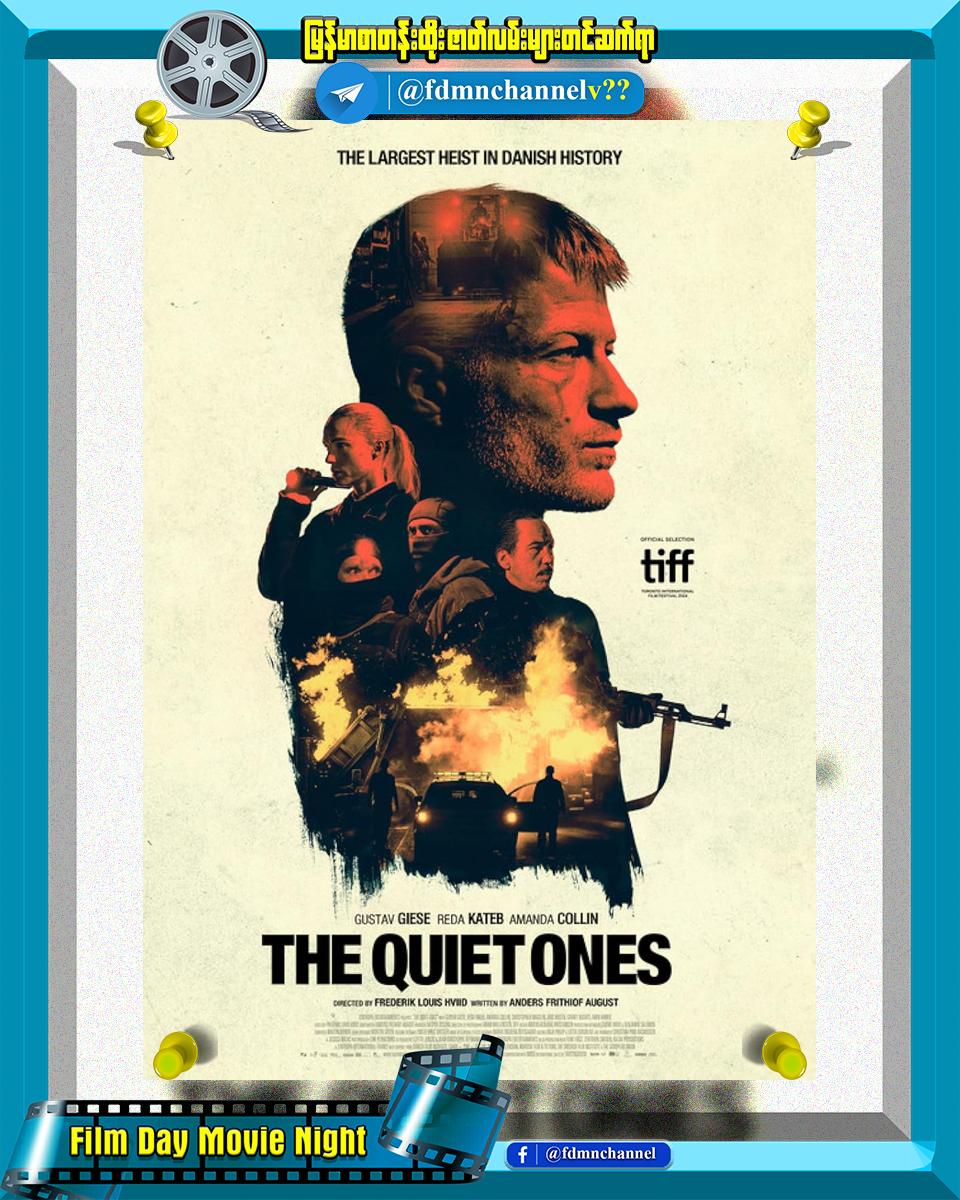 မြန်မာစာတန်းထိုးဇာတ်လမ်းများတင်ဆက်ရာ
@fdmnchannelv??
THE LARGEST HEIST IN DANISH HISTORY
OFFICIAL SELECTION
tiff
TORONTO INTERNATIONAL
FILM FESTIVAL 2024
GUSTAV GIESE REDA KATEB AMANDA COLLIN
THE QUIET ONES
DIRECTED BY FREDERIK LOUIS HVIID WRITTEN BY ANDERS FRITHIOF AUGUST
Film Day Movie Night
f @fdmnchannel